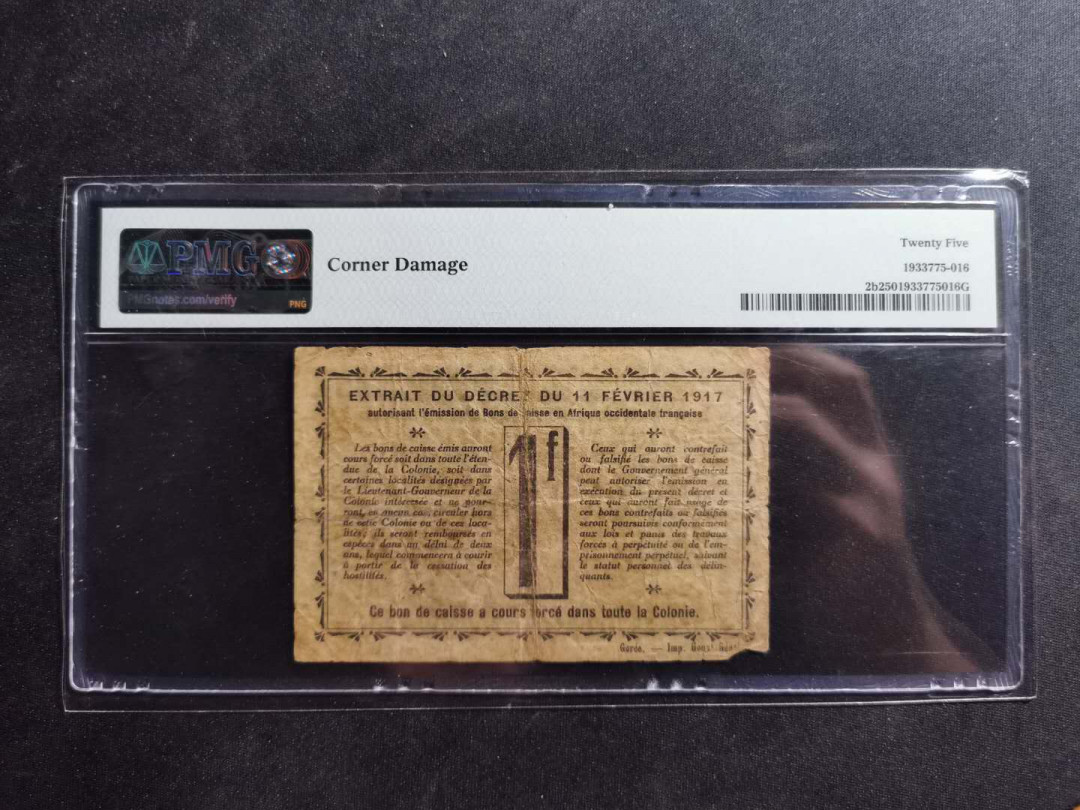 PMG
PMGnotes.com/verify
PNG
Corner Damage
Twenty Five
1933775-016
2b2501933775016G
EXTRAIT DU DÉCRET DU 11 FÉVRIER 1917
autorisant l'émission de Bons de Caisse en Afrique occidentale française
Les bons de caisse émis auront
cours forcé soit dans toute l'éten-
due de la Colonie, soit dans
certaines localités désignées par
le Lieutenant-Gouverneur de la
Colonie intéressée et ne pour-
ront, en aucun cas, circuler hors
de cette Colonie ou de ces loca-
lités; ils seront remboursés en
espèces dans un délai de deux
ans, lequel commencera à courir
à partir de la cessation des
hostilités.
1f
Ceux qui auront contrefait
ou falsifié les bons de caisse
dont le Gouvernement général
peut autoriser l'émission en
exécution du présent décret et
ceux qui auront fait usage de
ces bons contrefaits ou falsifiés
seront poursuivis conformément
aux lois et punis des travaux
forcés à perpétuité ou de l'em-
prisonnement perpétuel, suivant
le statut personnel des délin-
quants.
Ce bon de caisse a cours forcé dans toute la Colonie.
Gorée. — Imp.